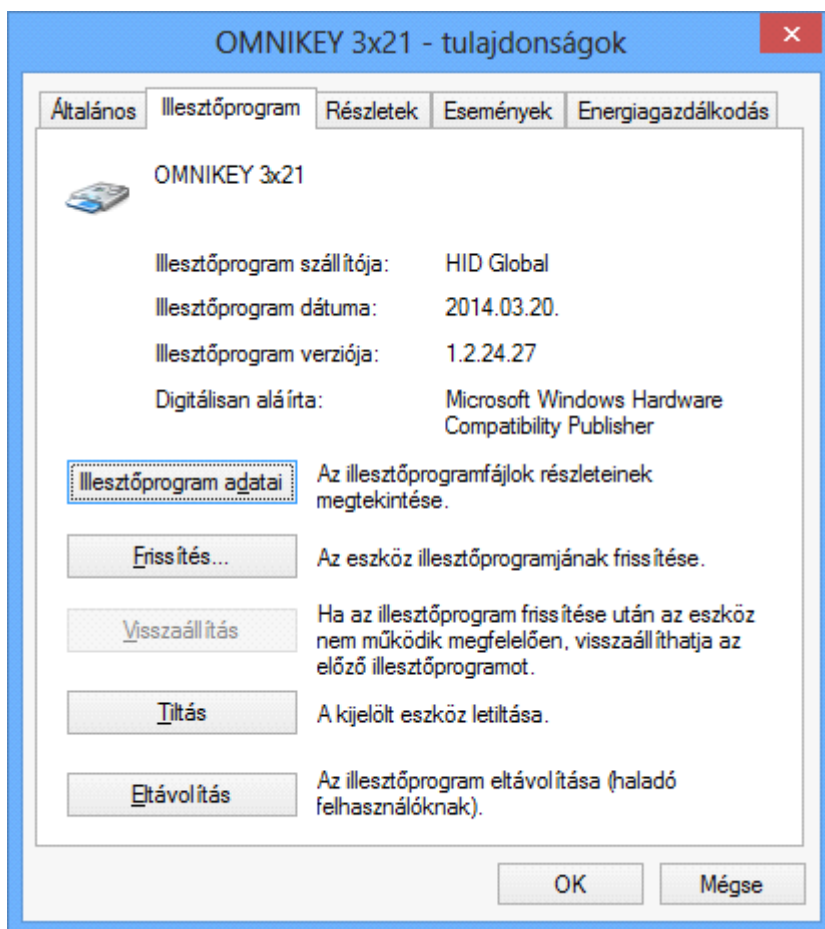 OMNIKEY 3x21 - tulajdonságok
Általános Illesztőprogram Részletek Események Energiagazdálkodás
OMNIKEY 3x21
Illesztőprogram szállítója: HID Global
Illesztőprogram dátuma: 2014.03.20.
Illesztőprogram verziója: 1.2.24.27
Digitálisan aláírta: Microsoft Windows Hardware
Compatibility Publisher
Illesztőprogram adatai
Az illesztőprogramfájlok részleteinek
megtekintése.
Frissítés...
Az eszköz illesztőprogramjának frissítése.
Visszaállítás
Ha az illesztőprogram frissítése után az eszköz
nem működik megfelelően, visszaállíthatja az
előző illesztőprogramot.
Tiltás
A kijelölt eszköz letiltása.
Eltávolítás
Az illesztőprogram eltávolítása (haladó
felhasználóknak).
OK Mégse